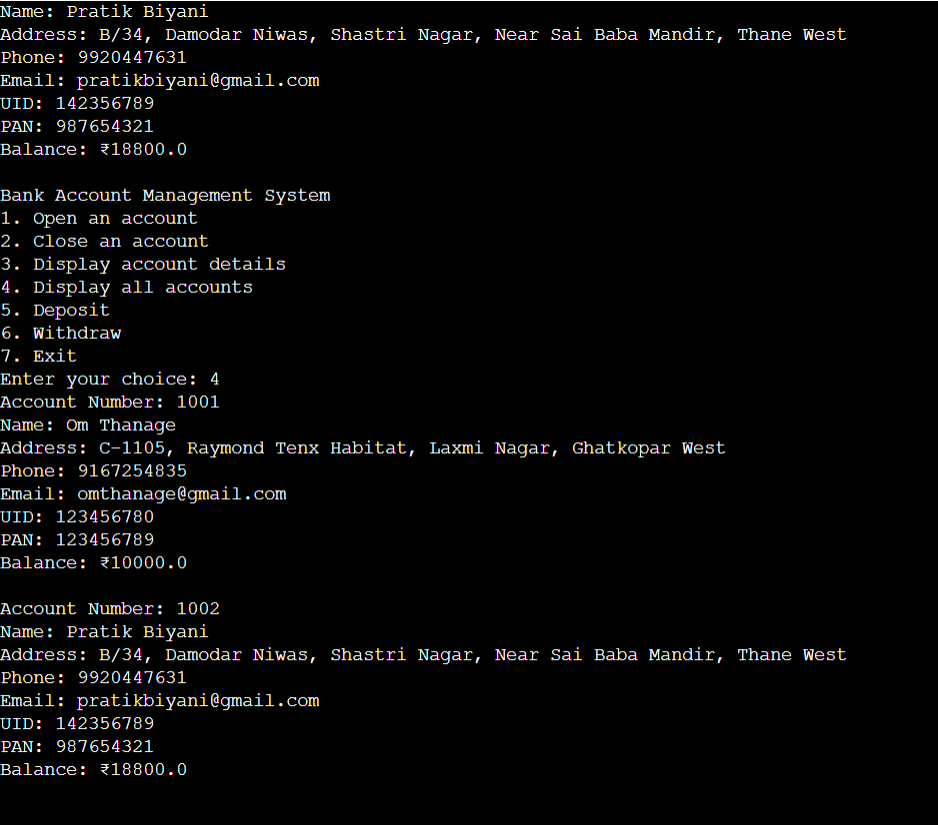 Name: Pratik Biyani
Address: B/34, Damodar Niwas, Shastri Nagar, Near Sai Baba Mandir, Thane West
Phone: 9920447631
Email: pratikbiyani@gmail.com
UID: 142356789
PAN: 987654321
Balance: ₹18800.0
Bank Account Management System
1. Open an account
2. Close an account
3. Display account details
4. Display all accounts
5. Deposit
6. Withdraw
7. Exit
Enter your choice: 4
Account Number: 1001
Name: Om Thanage
Address: C-1105, Raymond Tenx Habitat, Laxmi Nagar, Ghatkopar West
Phone: 9167254835
Email: omthanage@gmail.com
UID: 123456780
PAN: 123456789
Balance: ₹10000.0
Account Number: 1002
Name: Pratik Biyani
Address: B/34, Damodar Niwas, Shastri Nagar, Near Sai Baba Mandir, Thane West
Phone: 9920447631
Email: pratikbiyani@gmail.com
UID: 142356789
PAN: 987654321
Balance: ₹18800.0